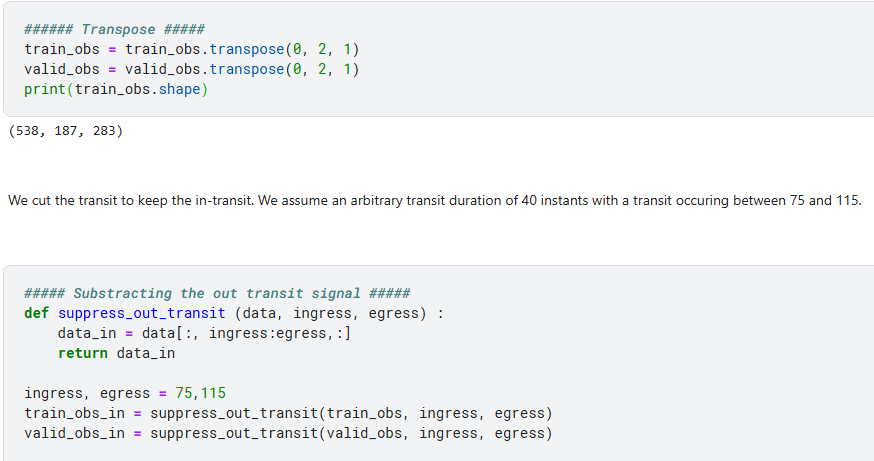 ###### Transpose #####
train_obs = train_obs.transpose(0, 2, 1)
valid_obs = valid_obs.transpose(0, 2, 1)
print(train_obs.shape)
(538, 187, 283)
We cut the transit to keep the in-transit. We assume an arbitrary transit duration of 40 instants with a transit occuring between 75 and 115.
##### Substracting the out transit signal #####
def suppress_out_transit (data, ingress, egress) :
    data_in = data[:, ingress:egress,:]
    return data_in
ingress, egress = 75,115
train_obs_in = suppress_out_transit(train_obs, ingress, egress)
valid_obs_in = suppress_out_transit(valid_obs, ingress, egress)